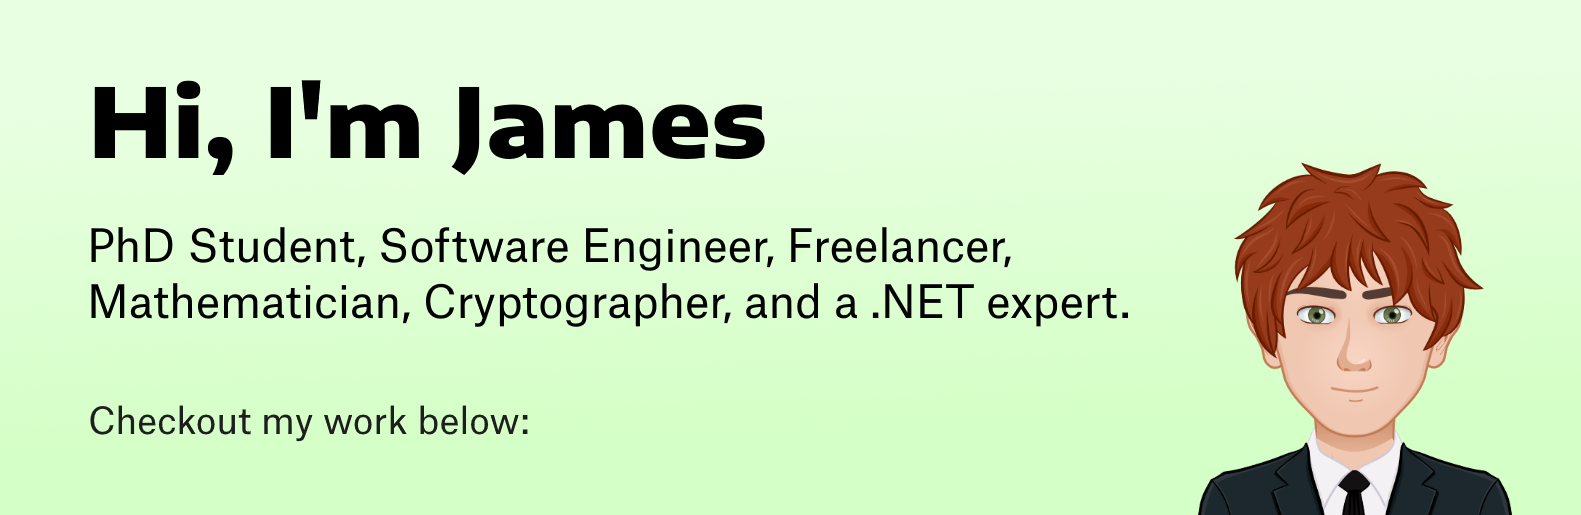 Hi, I'm James
PhD Student, Software Engineer, Freelancer,
Mathematician, Cryptographer, and a .NET expert.
Checkout my work below: